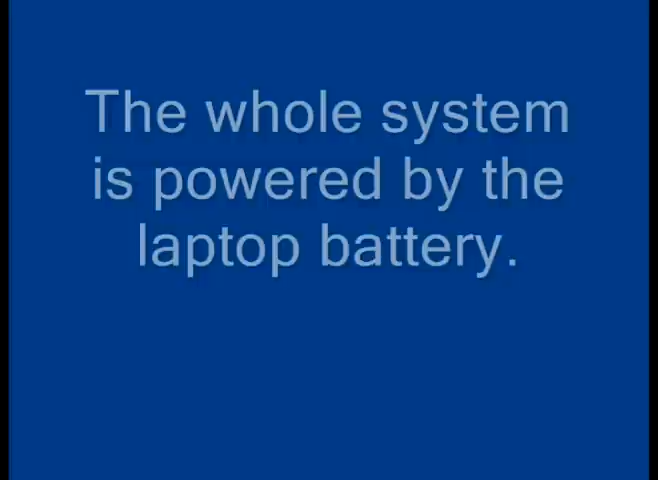 The whole system
is powered by the
laptop battery.